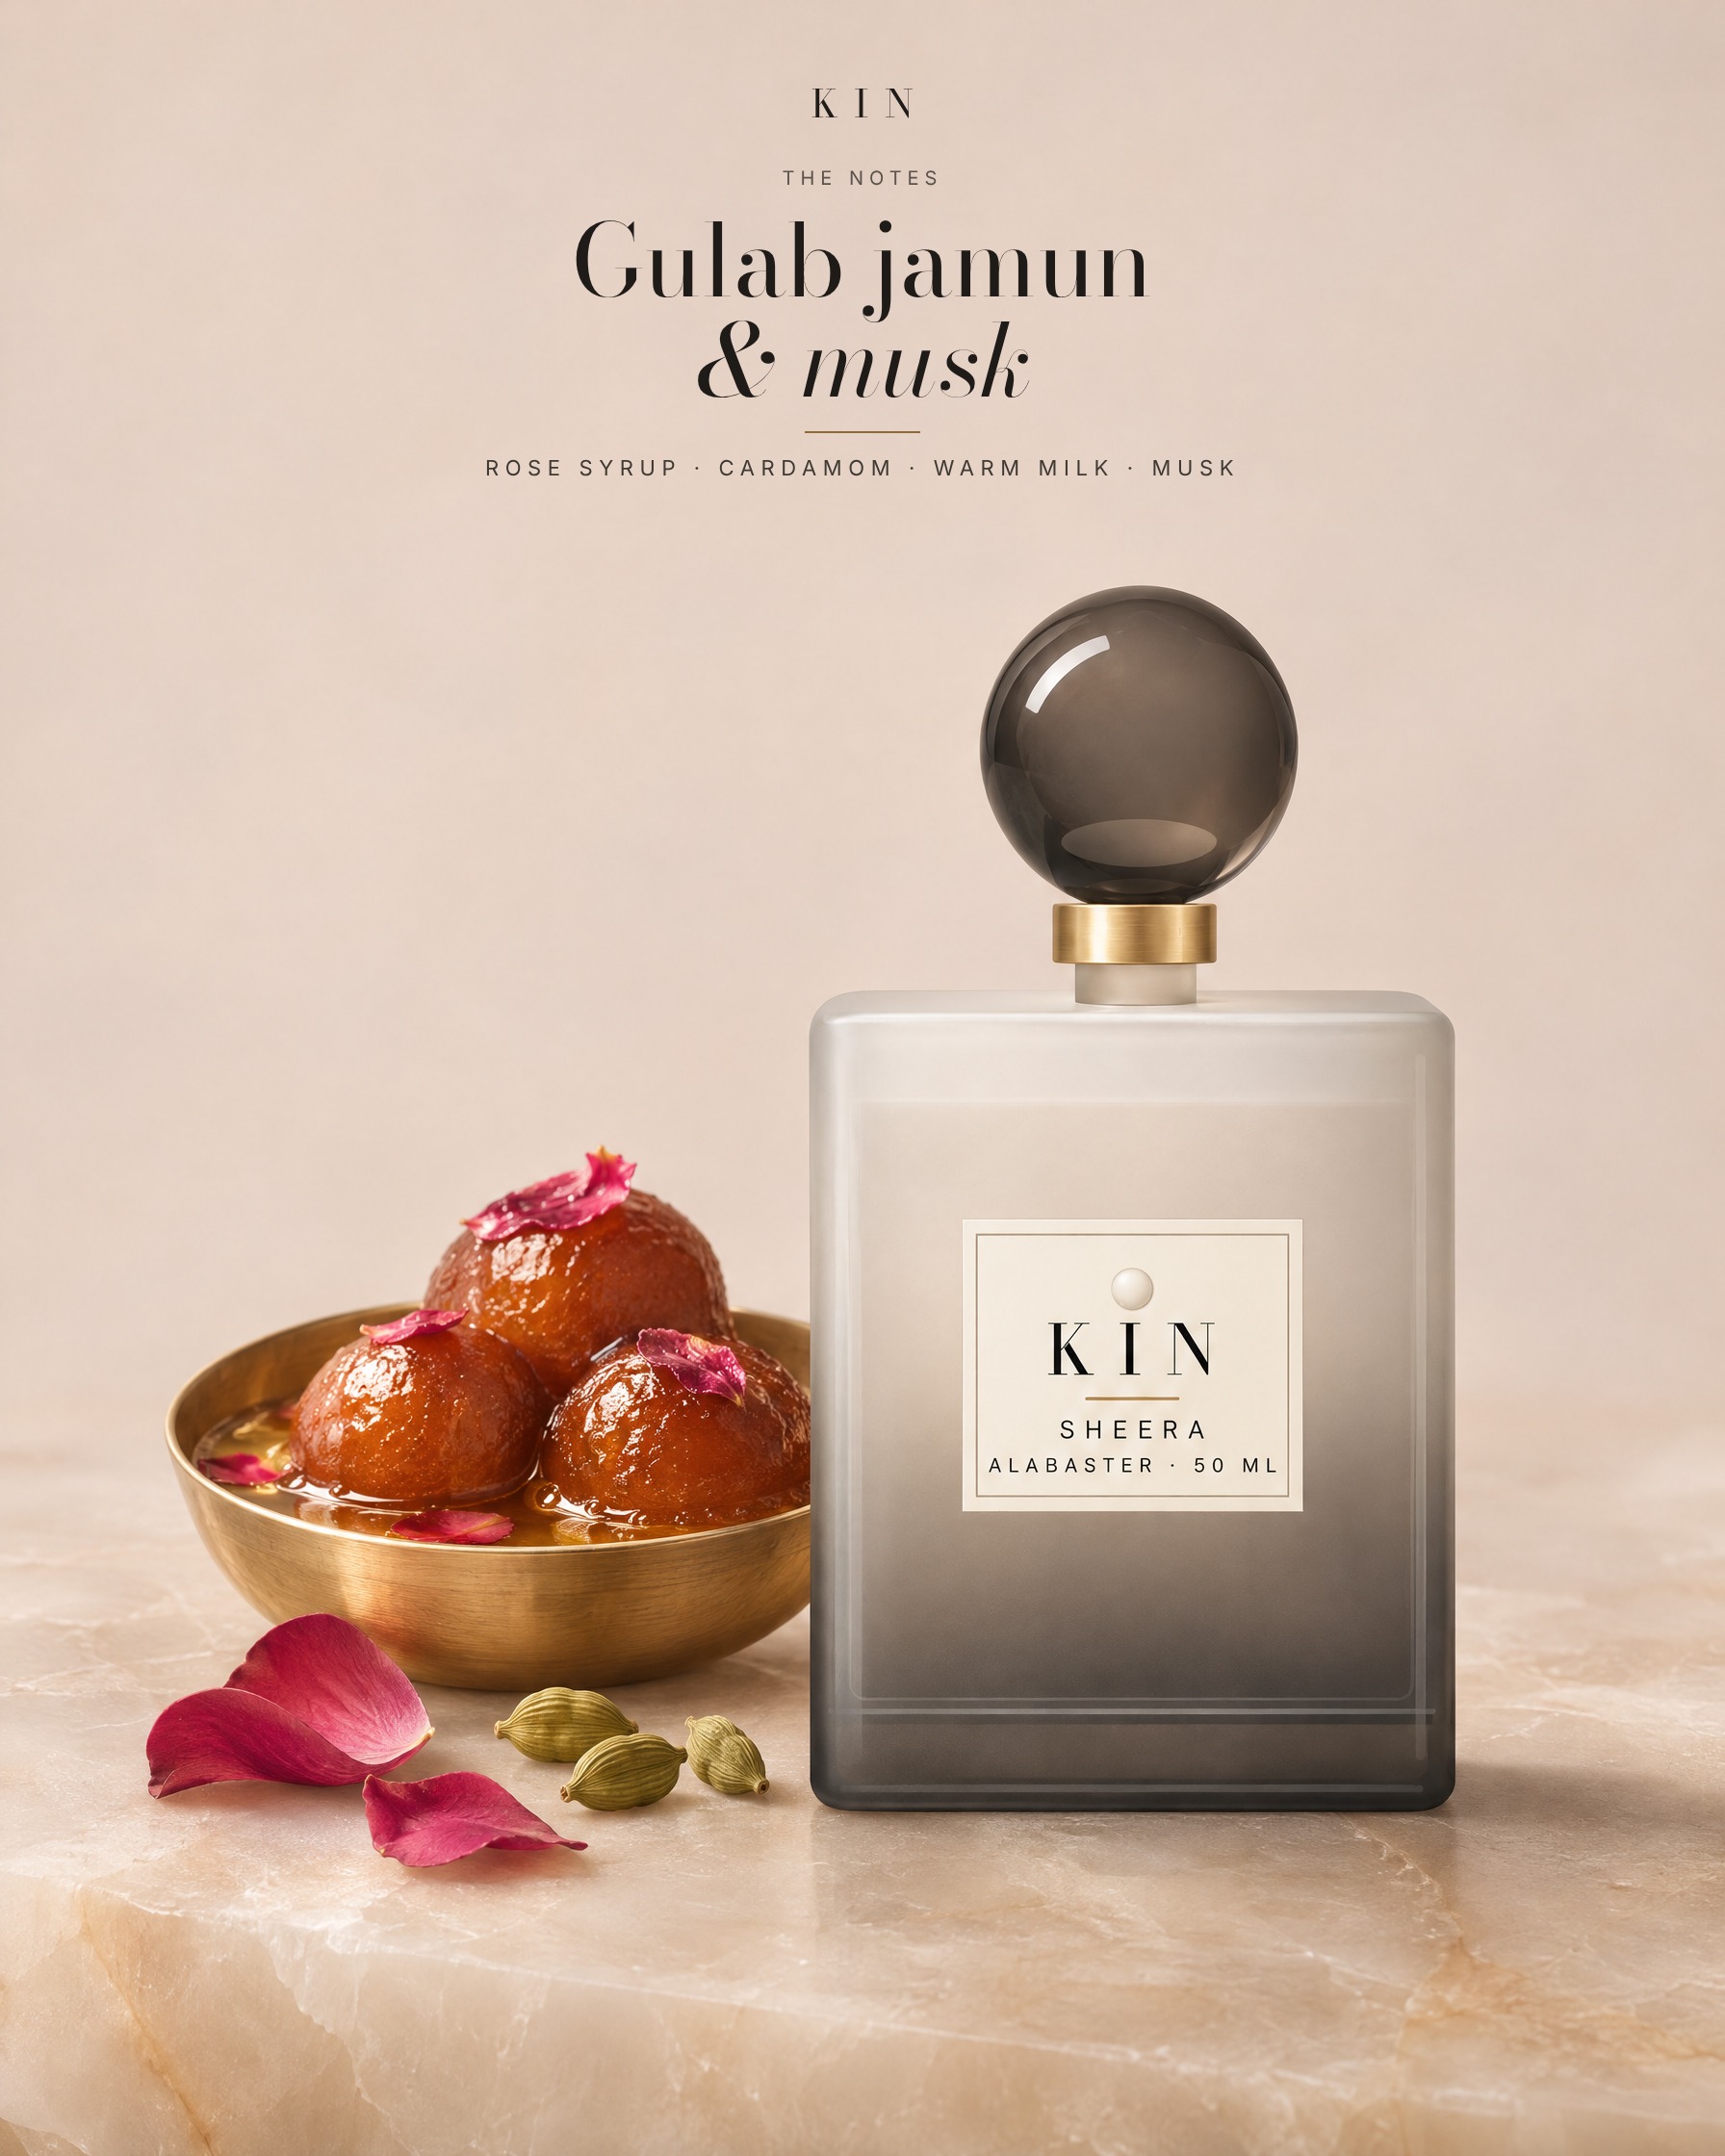 KIN
THE NOTES
Gulab jamun
& musk
ROSE SYRUP · CARDAMOM · WARM MILK · MUSK
KIN
SHEERA
ALABASTER · 50 ML